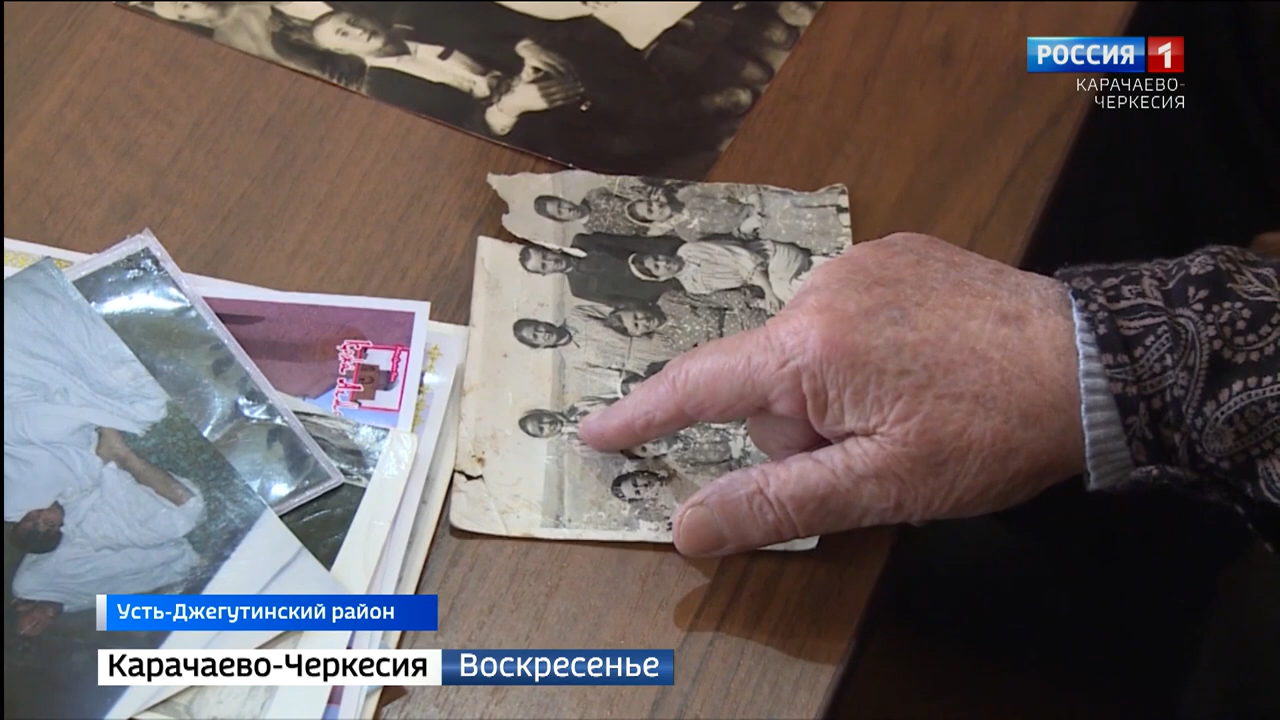 РОССИЯ 1
КАРАЧАЕВО-
ЧЕРКЕСИЯ
Усть-Джегутинский район
Карачаево-Черкесия Воскресенье